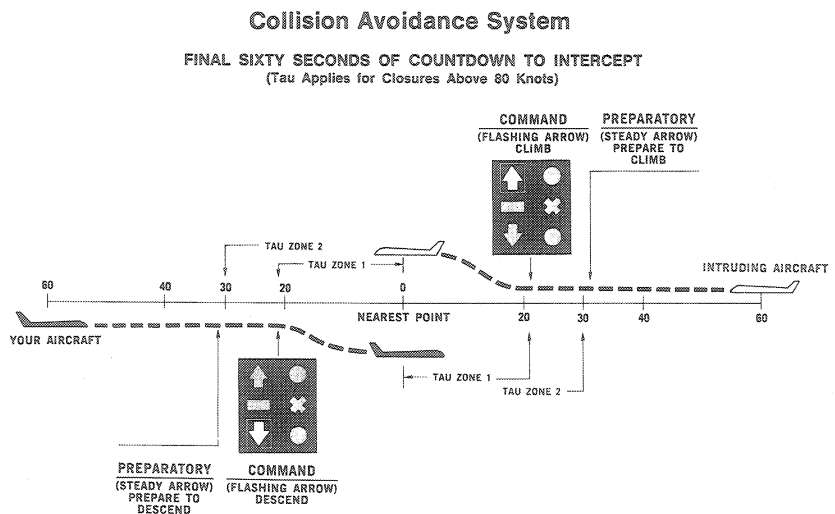 Collision Avoidance System
FINAL SIXTY SECONDS OF COUNTDOWN TO INTERCEPT
(Tau Applies for Closures Above 80 Knots)
COMMAND
(FLASHING ARROW)
CLIMB
PREPARATORY
(STEADY ARROW)
PREPARE TO
CLIMB
TAU ZONE 2
TAU ZONE 1
INTRUDING AIRCRAFT
60 40 30 20 0 20 30 40 60
NEAREST POINT
YOUR AIRCRAFT
TAU ZONE 1
TAU ZONE 2
PREPARATORY
(STEADY ARROW)
PREPARE TO
DESCEND
COMMAND
(FLASHING ARROW)
DESCEND